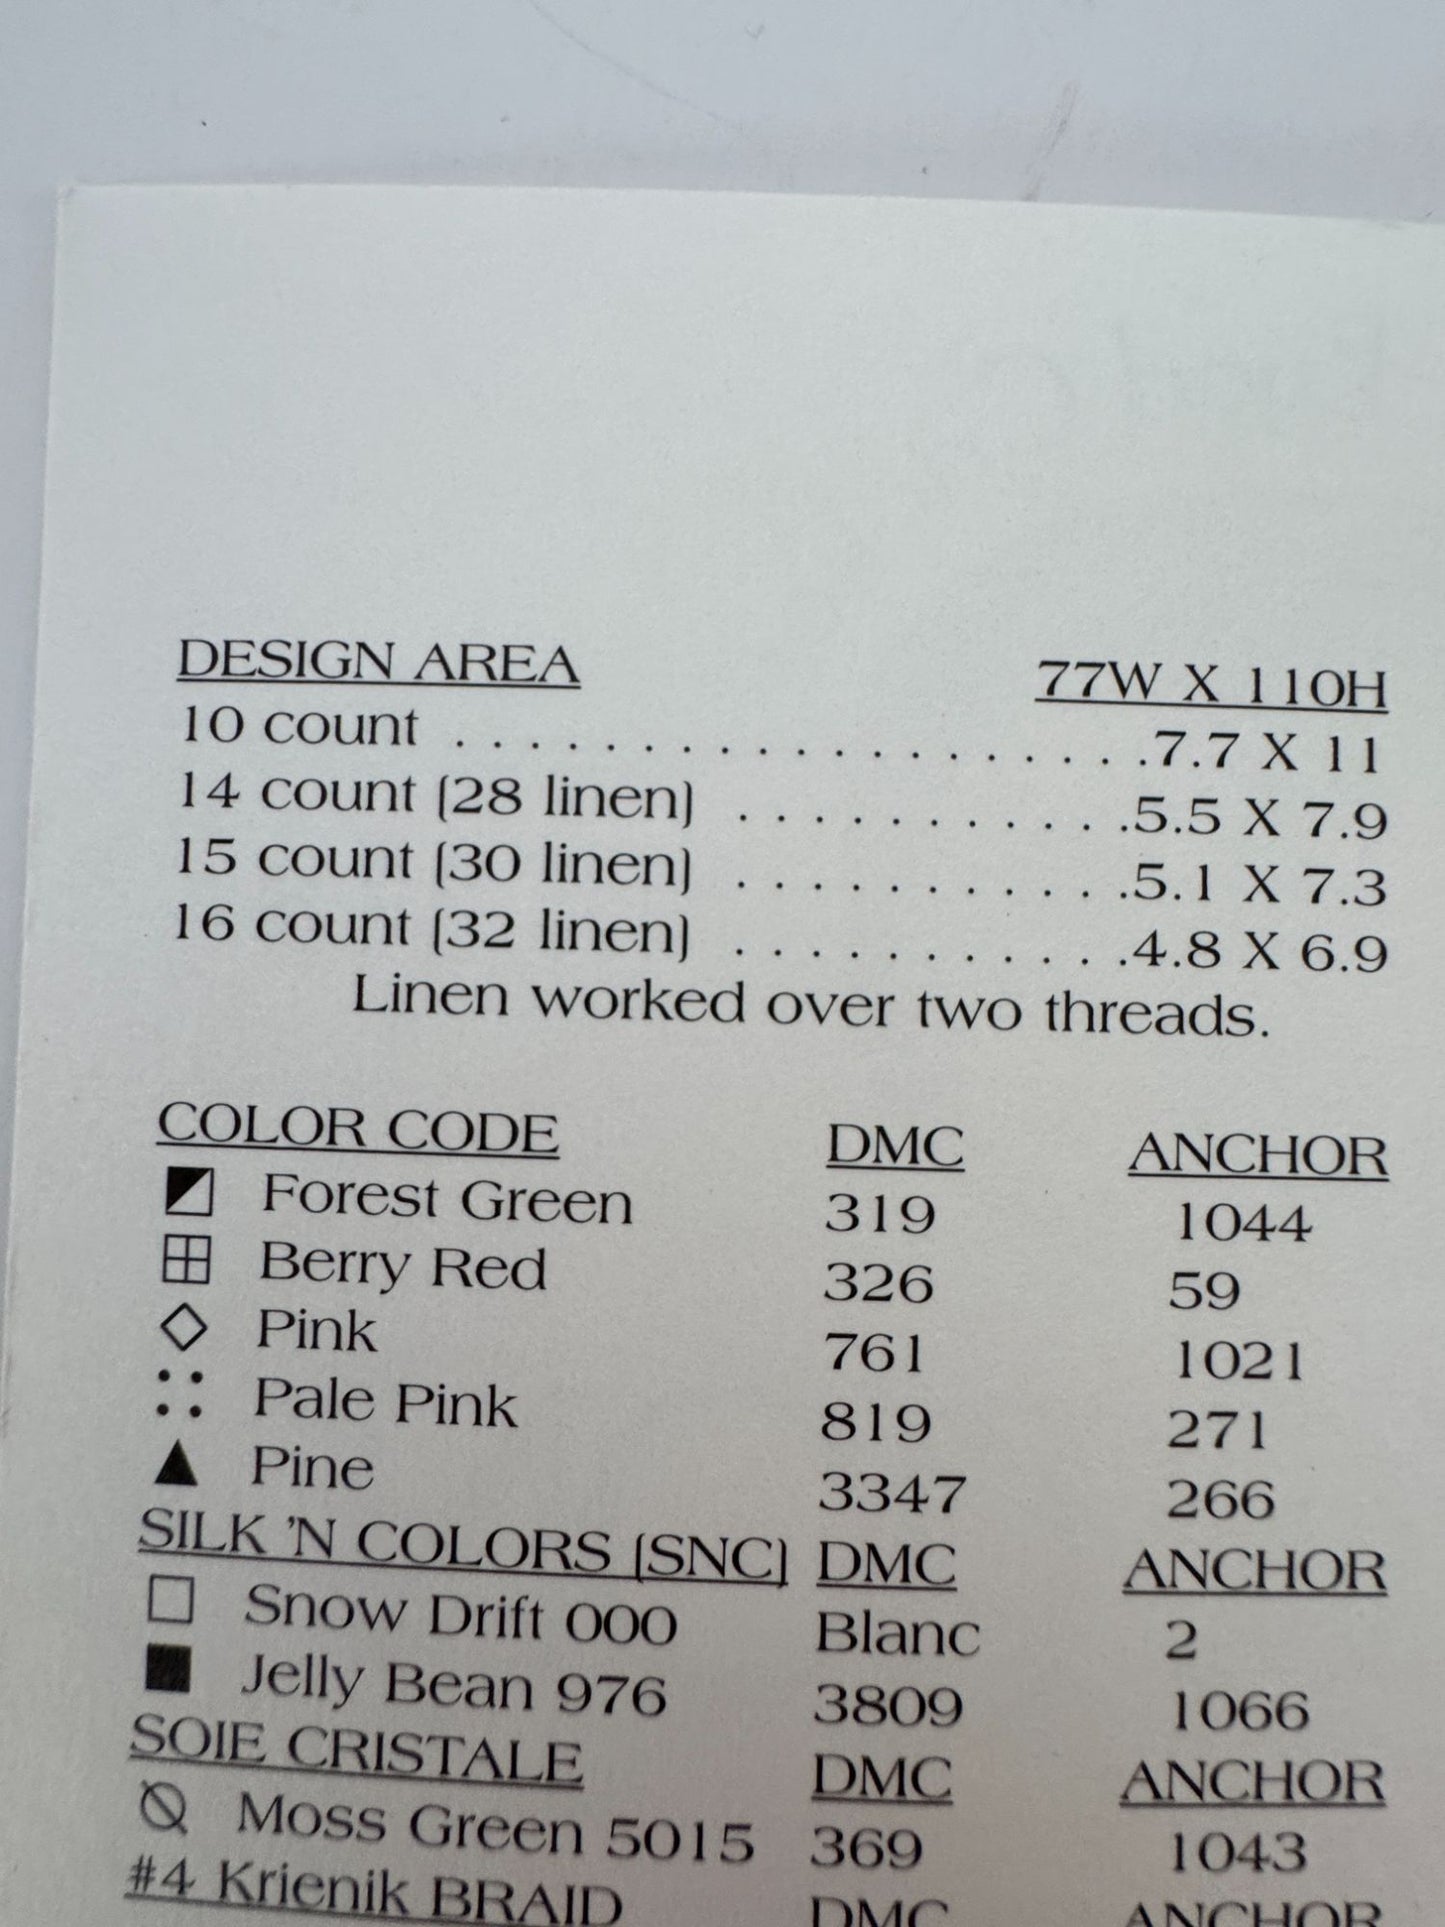 DESIGN AREA 77W X 110H
10 count . . . . . . . . . . . . . . . . . . .7.7 X 11
14 count (28 linen) . . . . . . . . . . .5.5 X 7.9
15 count (30 linen) . . . . . . . . . . .5.1 X 7.3
16 count (32 linen) . . . . . . . . . . .4.8 X 6.9
Linen worked over two threads.
COLOR CODE DMC ANCHOR
Forest Green 319 1044
Berry Red 326 59
Pink 761 1021
Pale Pink 819 271
Pine 3347 266
SILK 'N COLORS (SNC) DMC ANCHOR
Snow Drift 000 Blanc 2
Jelly Bean 976 3809 1066
SOIE CRISTALE DMC ANCHOR
Moss Green 5015 369 1043
#4 Krienik BRAID DMC ANCHOR